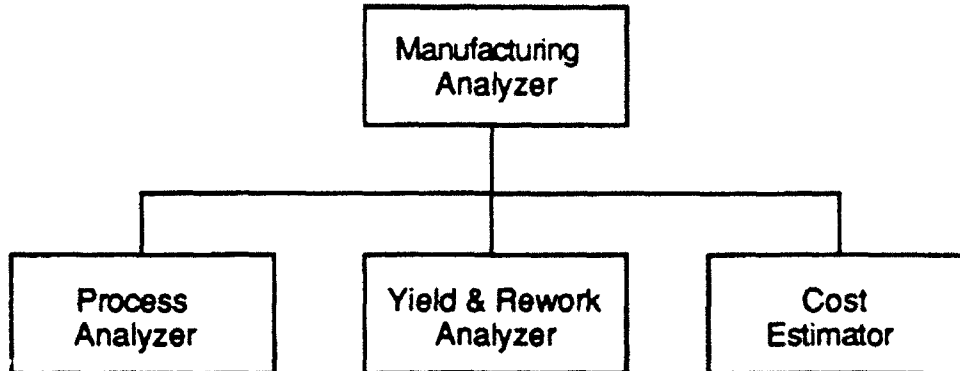 Manufacturing
Analyzer
Process
Analyzer
Yield & Rework
Analyzer
Cost
Estimator